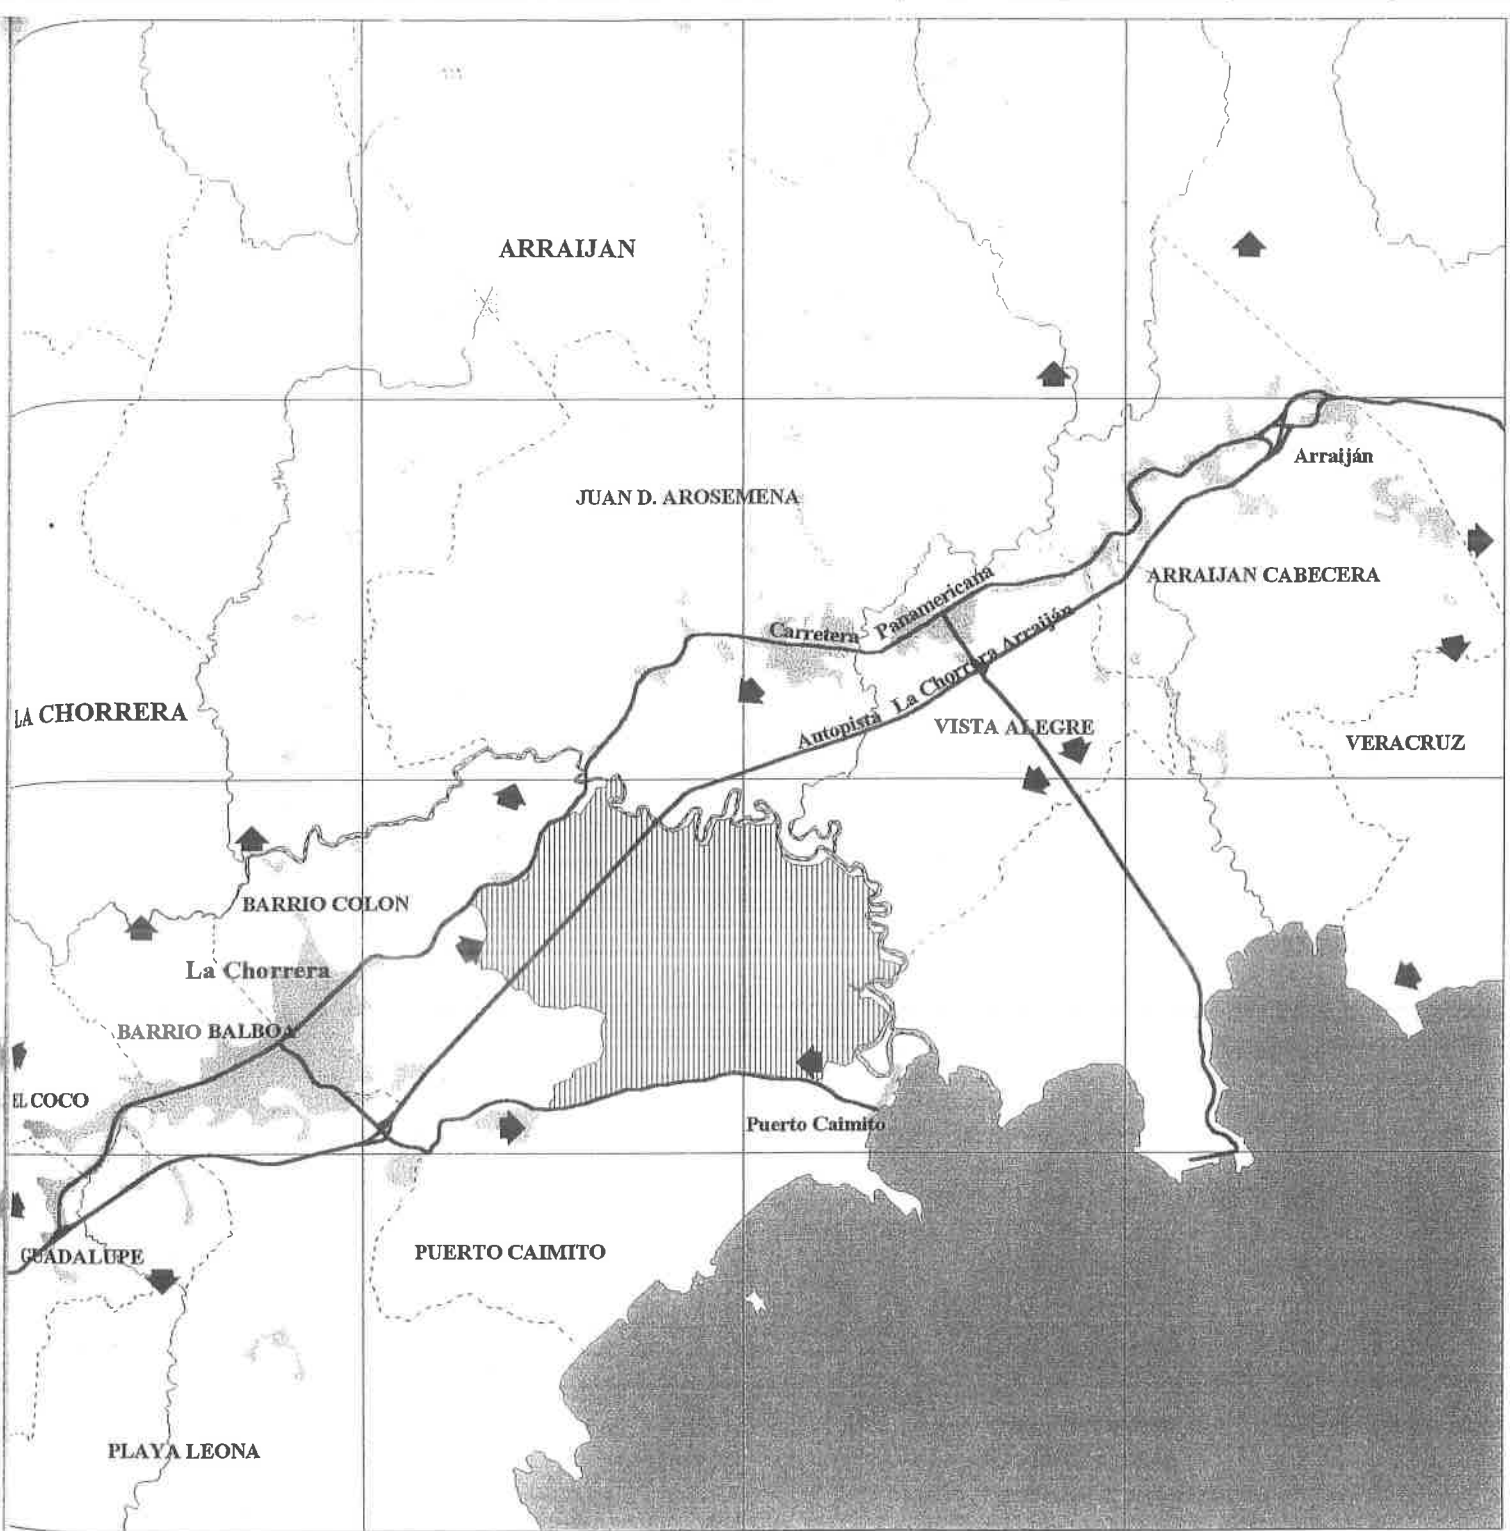 ARRAIJAN
Arraiján
JUAN D. AROSEMENA
ARRAIJAN CABECERA
Carretera Panamericana
Autopista La Chorrera Arraiján
LA CHORRERA
VISTA ALEGRE
VERACRUZ
BARRIO COLON
La Chorrera
BARRIO BALBOA
EL COCO
Puerto Caimito
GUADALUPE
PUERTO CAIMITO
PLAYA LEONA